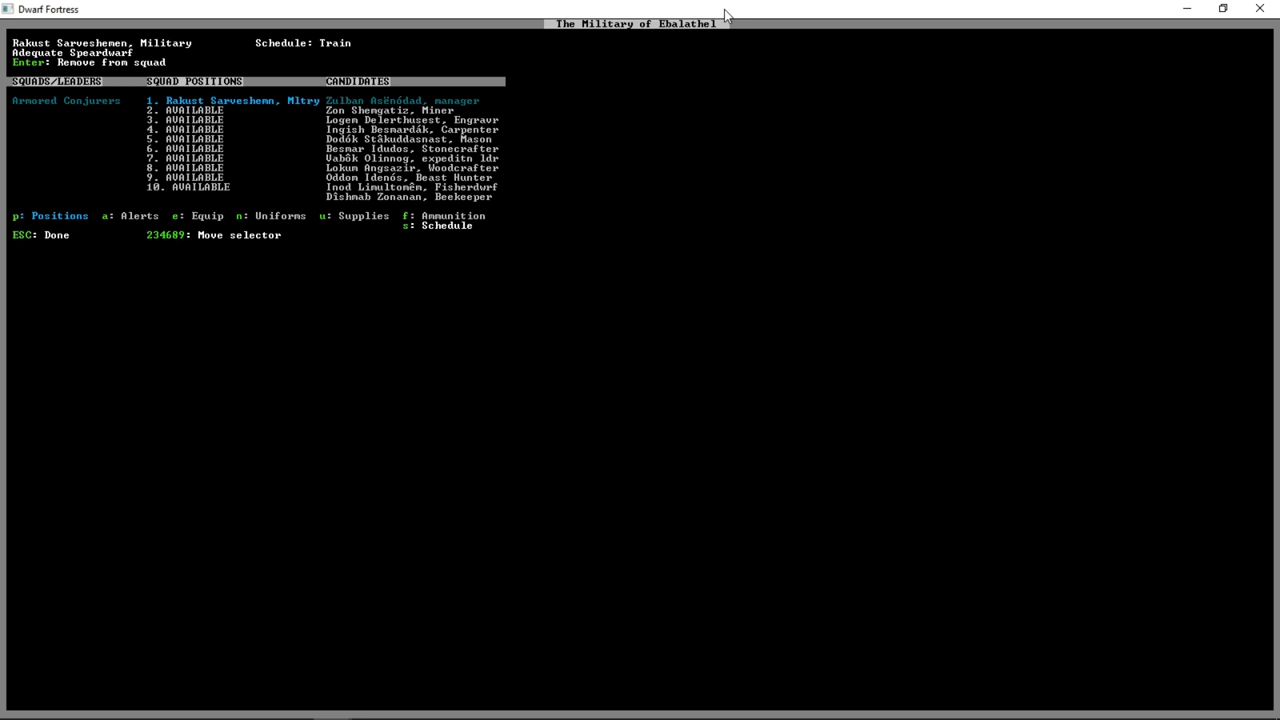 Dwarf Fortress
The Military of Ebalathel
Rakust Sarveshemen, Military Schedule: Train
Adequate Speardwarf
Enter: Remove from squad
SQUADS/LEADERS SQUAD POSITIONS CANDIDATES
Armored Conjurers 1. Rakust Sarveshemn, Mltry Zulban Asënódad, manager
2. AVAILABLE Zon Shemgatiz, Miner
3. AVAILABLE Logem Delerthusest, Engravr
4. AVAILABLE Ingish Besmardák, Carpenter
5. AVAILABLE Dodók Stâkuddasnast, Mason
6. AVAILABLE Besmar Idudos, Stonecrafter
7. AVAILABLE Vabôk Olinnog, expeditn ldr
8. AVAILABLE Lokum Angsazir, Woodcrafter
9. AVAILABLE Oddom Idenós, Beast Hunter
10. AVAILABLE Inod Limultomêm, Fisherdwrf
Dîshmab Zonanan, Beekeeper
p: Positions a: Alerts e: Equip n: Uniforms u: Supplies f: Ammunition
s: Schedule
ESC: Done 234689: Move selector